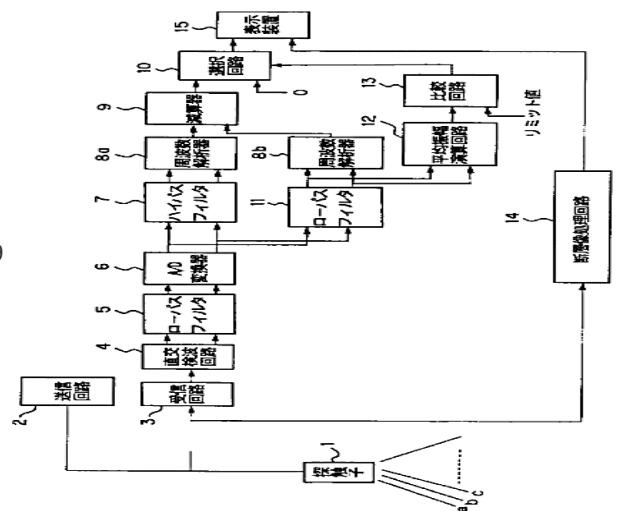 15
表示
装置
10
選択
回路
0
9
減算器
13
比較
回路
リミット値
8a
周波数
解析器
8b
周波数
解析器
12
平均振幅
演算回路
7
ハイパス
フィルタ
11
ローパス
フィルタ
14
断層像処理回路
6
A/D
変換器
5
ローパス
フィルタ
4
直交
検波
回路
2
送信
回路
3
受信
回路
1
探触子
a
b
c